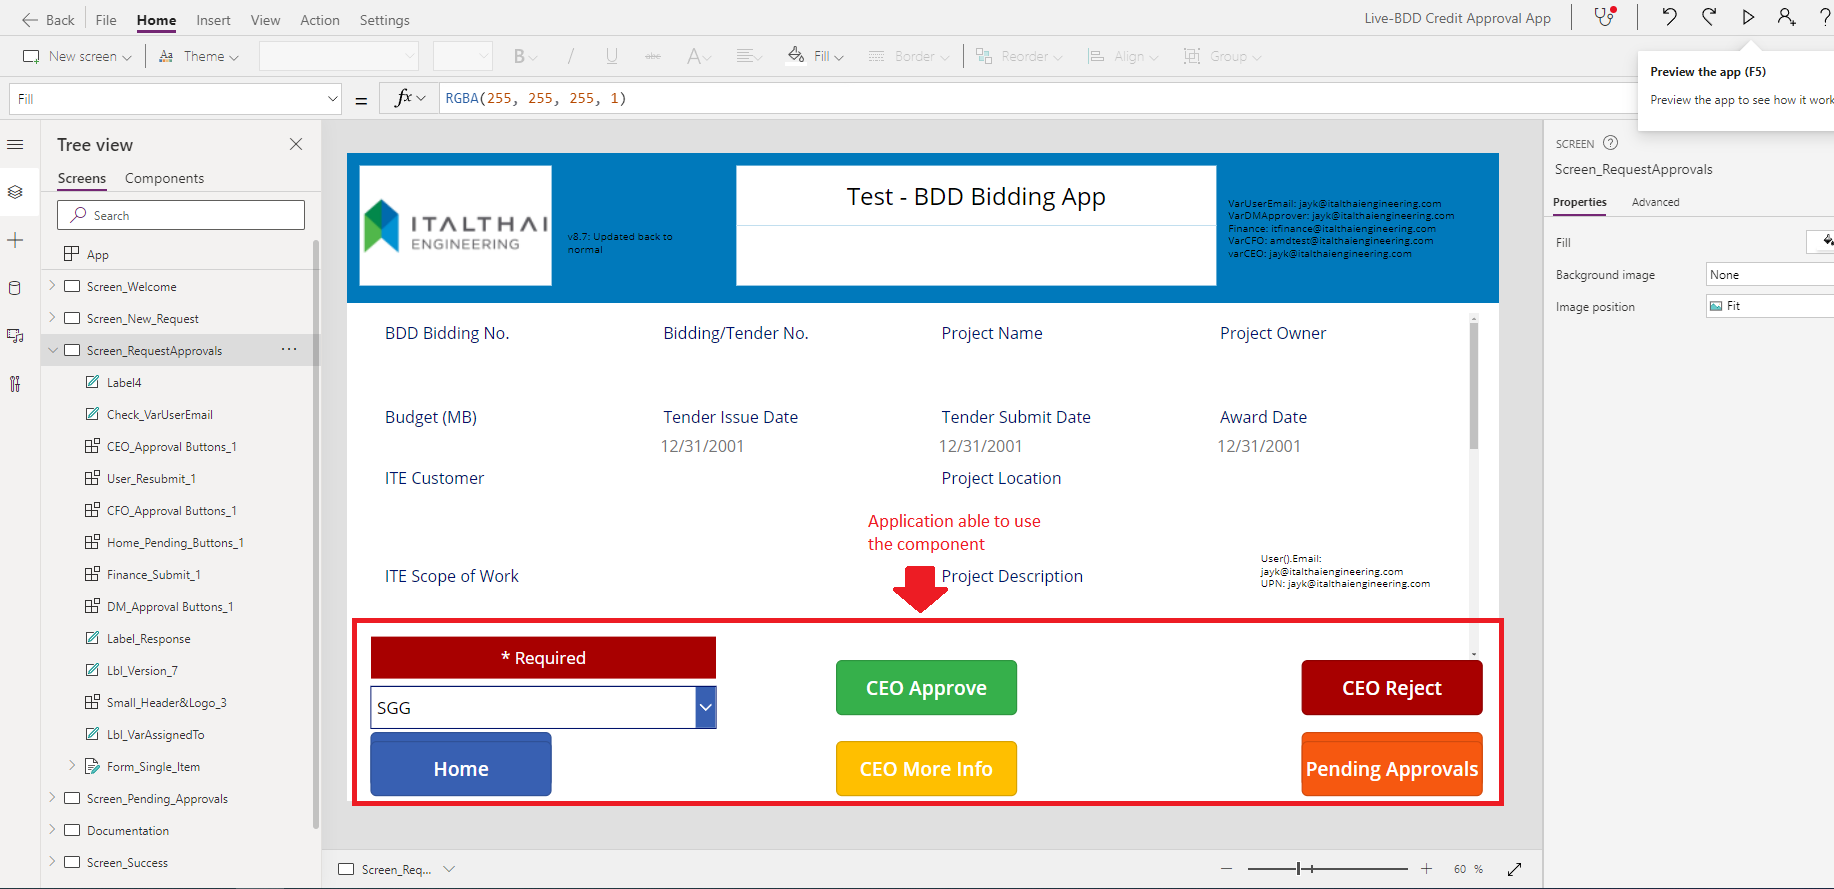 Back File Home Insert View Action Settings Live-BDD Credit Approval App ?
New screen Theme B / U abc A Fill Border Reorder Align Group
Preview the app (F5)
Preview the app to see how it work
Fill = fx RGBA(255, 255, 255, 1)
Tree view
Screens Components
Search
App
Screen_Welcome
Screen_New_Request
Screen_RequestApprovals ...
Label4
Check_VarUserEmail
CEO_Approval Buttons_1
User_Resubmit_1
CFO_Approval Buttons_1
Home_Pending_Buttons_1
Finance_Submit_1
DM_Approval Buttons_1
Label_Response
Lbl_Version_7
Small_Header&Logo_3
Lbl_VarAssignedTo
Form_Single_Item
Screen_Pending_Approvals
Documentation
Screen_Success
ITALTHAI
ENGINEERING
v8.7: Updated back to
normal
Test - BDD Bidding App
VarUserEmail: jayk@italthaiengineering.com
VarDMApprover: jayk@italthaiengineering.com
Finance: itfinance@italthaiengineering.com
VarCFO: amdtest@italthaiengineering.com
varCEO: jayk@italthaiengineering.com
BDD Bidding No. Bidding/Tender No. Project Name Project Owner
Budget (MB) Tender Issue Date Tender Submit Date Award Date
12/31/2001 12/31/2001 12/31/2001
ITE Customer Project Location
Application able to use
the component
ITE Scope of Work Project Description
User().Email:
jayk@italthaiengineering.com
UPN: jayk@italthaiengineering.com
* Required
SGG
CEO Approve
CEO Reject
Home
CEO More Info
Pending Approvals
Screen_Req...
60 %
SCREEN ?
Screen_RequestApprovals
Properties Advanced
Fill
Background image None
Image position Fit